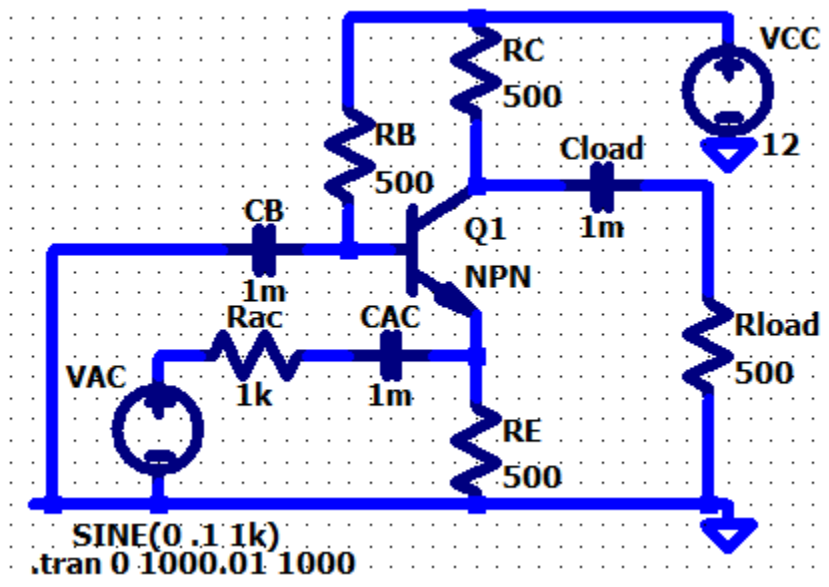 VCC
12
RC
500
RB
500
Cload
1m
CB
1m
Q1
NPN
Rac
1k
CAC
1m
Rload
500
VAC
RE
500
SINE(0 .1 1k)
.tran 0 1000.01 1000